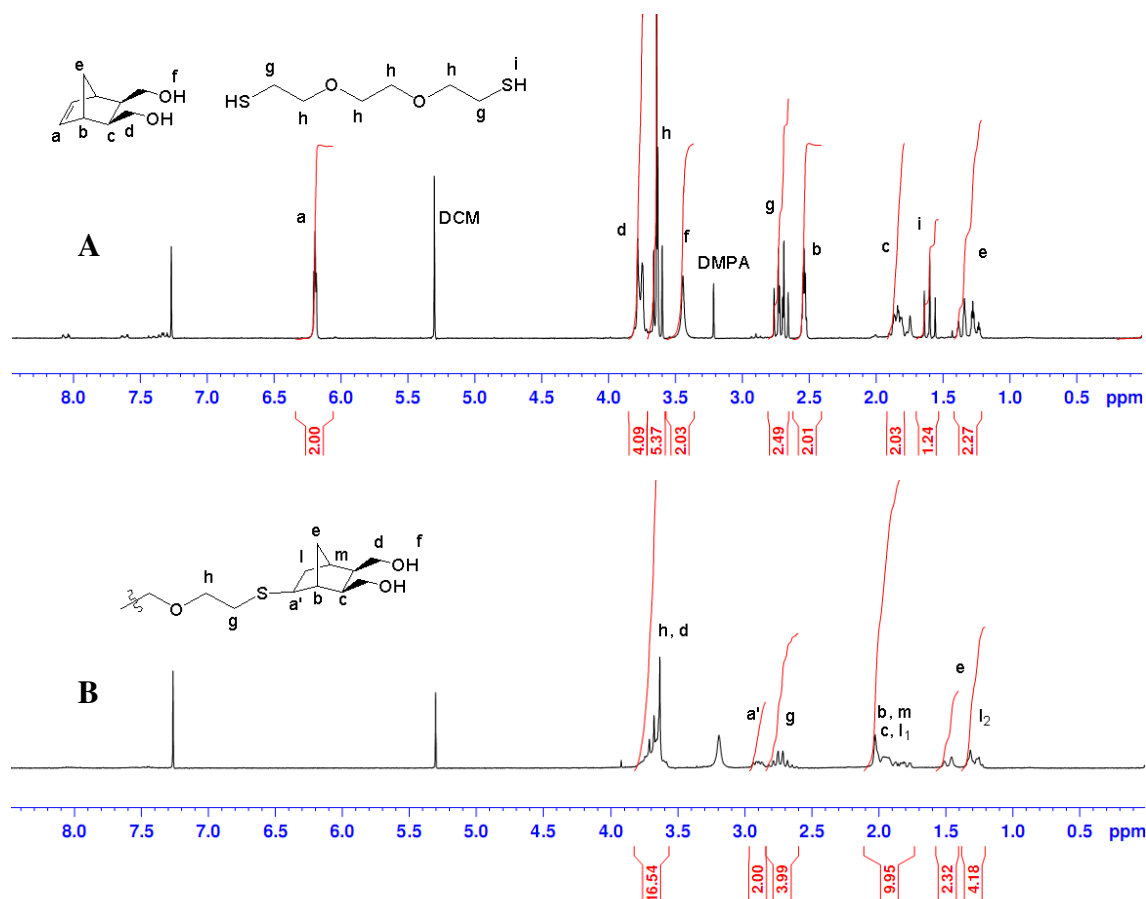 e
f
OH
OH
a
b
c
d
g
h
h
i
SH
O
O
HS
h
h
g
A
a
DCM
d
h
f
DMPA
g
b
c
i
e
8.0 7.5 7.0 6.5 6.0 5.5 5.0 4.5 4.0 3.5 3.0 2.5 2.0 1.5 1.0 0.5 ppm
2.00 4.09 5.37 2.03 2.49 2.01 2.03 1.24 2.27
e
d
f
l
m
OH
OH
h
S
a'
b
c
O
g
B
h, d
a'
g
b, m
c, l1
e
l2
8.0 7.5 7.0 6.5 6.0 5.5 5.0 4.5 4.0 3.5 3.0 2.5 2.0 1.5 1.0 0.5 ppm
16.54 2.00 3.99 9.95 2.32 4.18